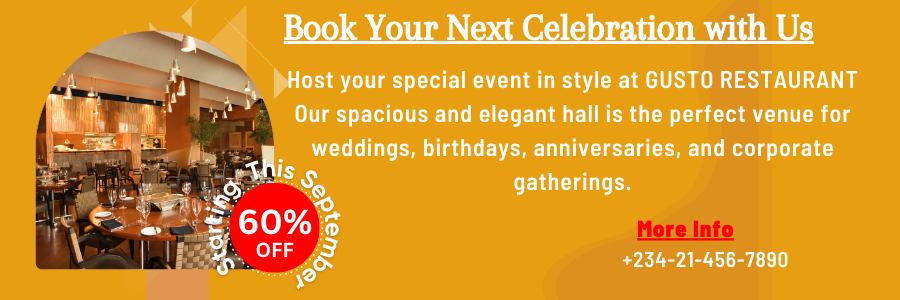 Book Your Next Celebration with Us
Host your special event in style at GUSTO RESTAURANT
Our spacious and elegant hall is the perfect venue for
weddings, birthdays, anniversaries, and corporate
gatherings.
Starting This September
60%
OFF
More Info
+234-21-456-7890